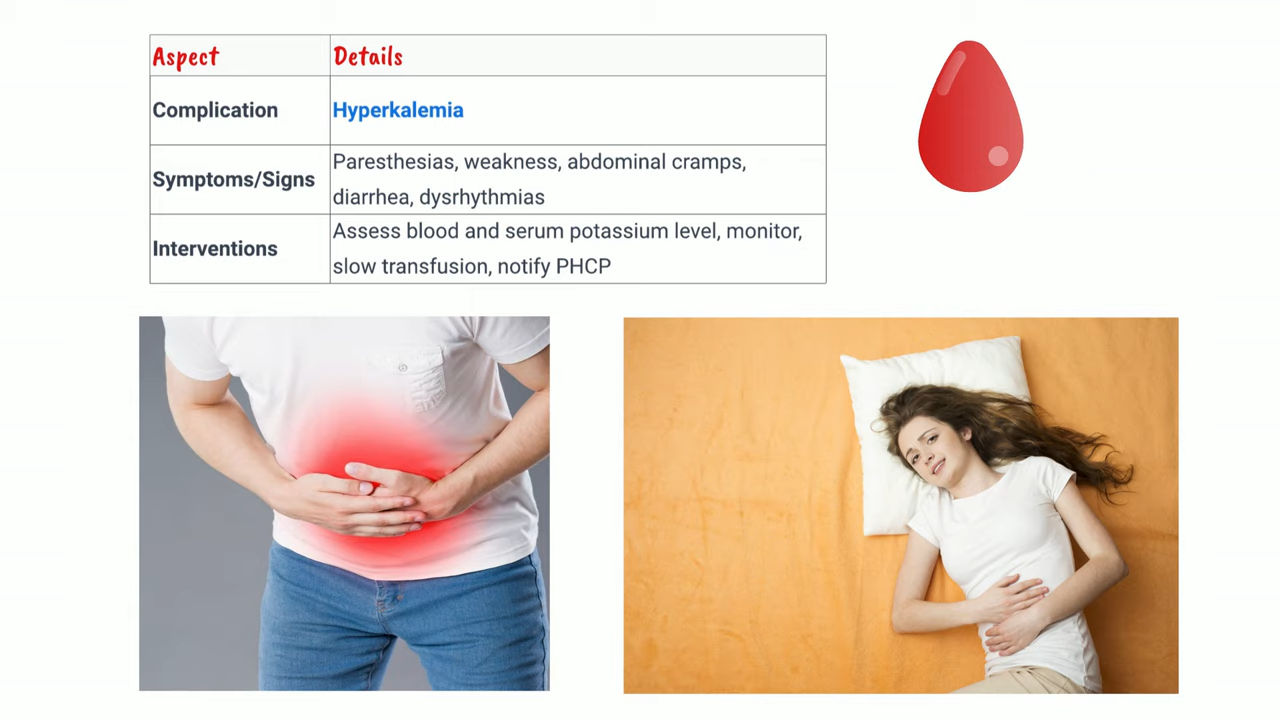 Aspect Details
Complication Hyperkalemia
Symptoms/Signs Paresthesias, weakness, abdominal cramps,
diarrhea, dysrhythmias
Interventions Assess blood and serum potassium level, monitor,
slow transfusion, notify PHCP